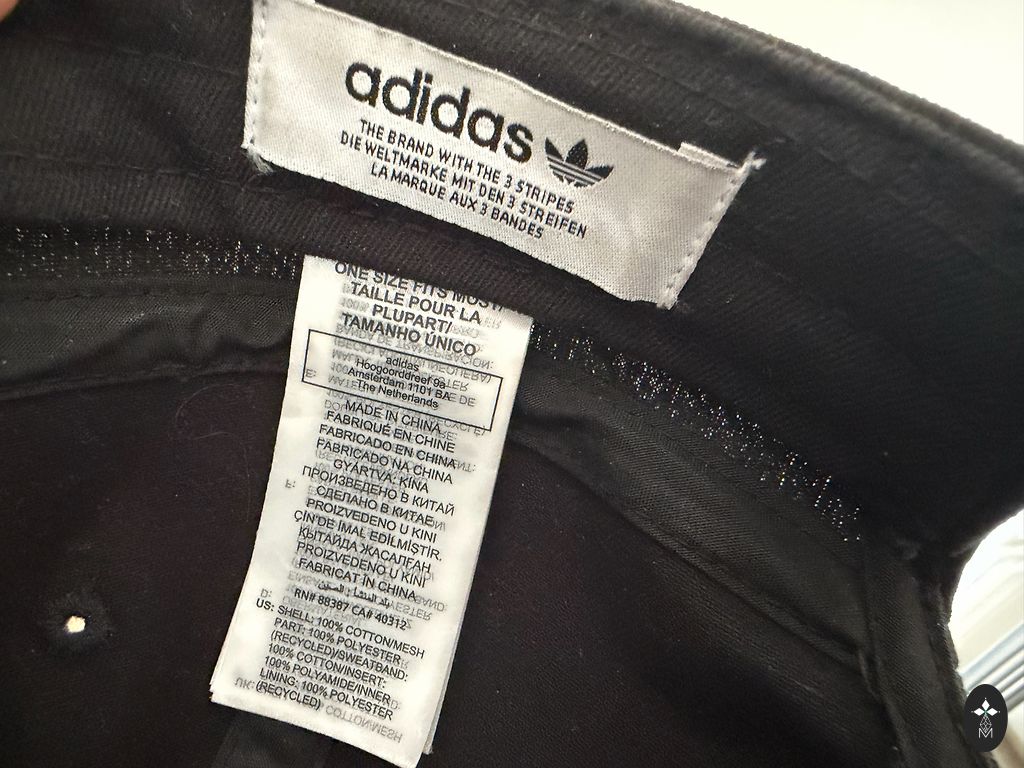 adidas
THE BRAND WITH THE 3 STRIPES
DIE WELTMARKE MIT DEN 3 STREIFEN
LA MARQUE AUX 3 BANDES
ONE SIZE FITS MOST/
TAILLE POUR LA
PLUPART/
TAMANHO ÚNICO
adidas
Hoogoorddreef 9a
Amsterdam 1101 BA
The Netherlands
MADE IN CHINA
FABRIQUÉ EN CHINE
FABRICADO EN CHINA
FABRICADO NA CHINA
GYÁRTVA: KÍNA
ПРОИЗВЕДЕНО В КИТАЙ
СДЕЛАНО В КИТАЕ
PROIZVEDENO U KINI
ÇİN'DE İMAL EDİLMİŞTİR.
ҚЫТАЙДА ЖАСАЛҒАН
PROIZVEDENO U KINI
FABRICAT ÎN CHINA
RN# 88387 CA# 40312
US: SHELL: 100% COTTON/MESH
PART: 100% POLYESTER
(RECYCLED)/SWEATBAND:
100% COTTON/INSERT:
100% POLYAMIDE/INNER
LINING: 100% POLYESTER
(RECYCLED)
M